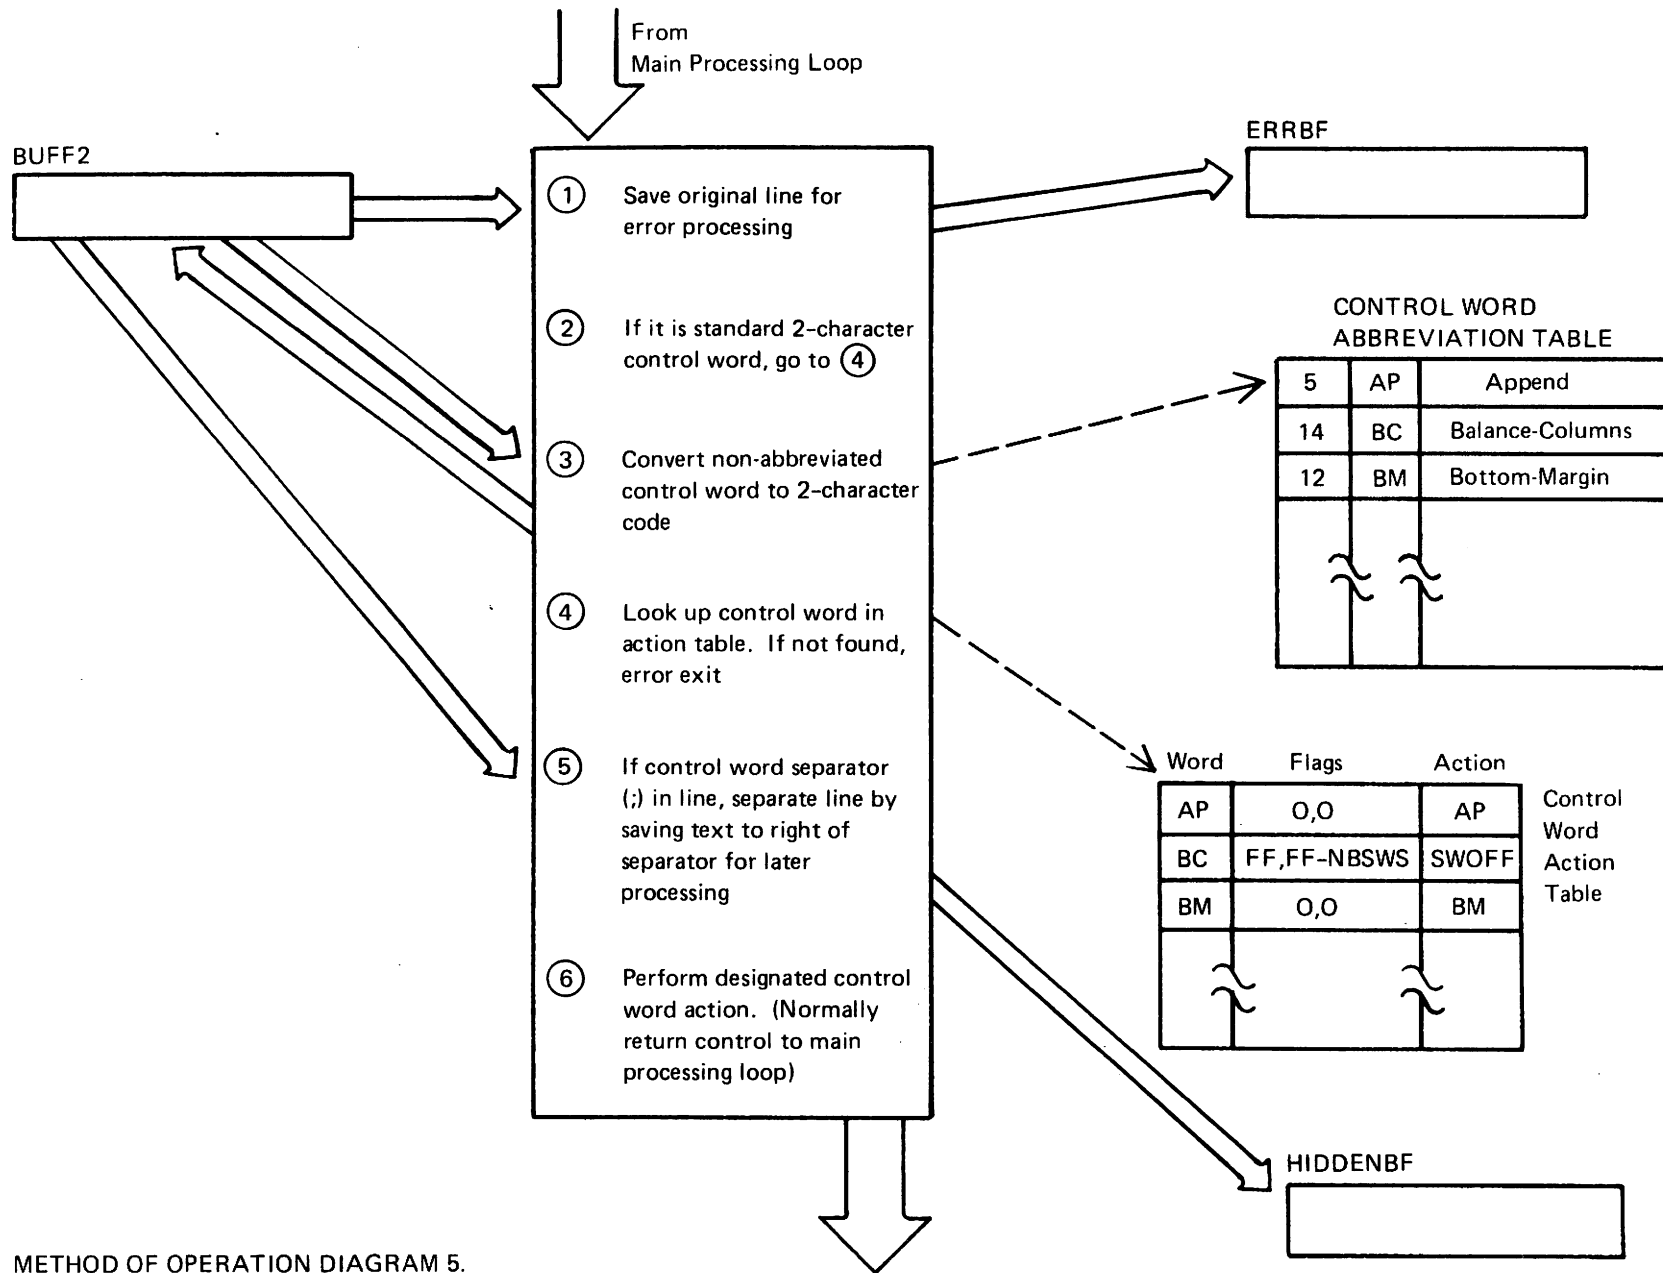 From
Main Processing Loop
BUFF2
① Save original line for
error processing
② If it is standard 2-character
control word, go to ④
③ Convert non-abbreviated
control word to 2-character
code
④ Look up control word in
action table. If not found,
error exit
⑤ If control word separator
(;) in line, separate line by
saving text to right of
separator for later
processing
⑥ Perform designated control
word action. (Normally
return control to main
processing loop)
ERRBF
CONTROL WORD
ABBREVIATION TABLE
5 AP Append
14 BC Balance-Columns
12 BM Bottom-Margin
Word Flags Action
AP O,O AP
BC FF,FF-NBSWS SWOFF
BM O,O BM
Control
Word
Action
Table
HIDDENBF
METHOD OF OPERATION DIAGRAM 5.